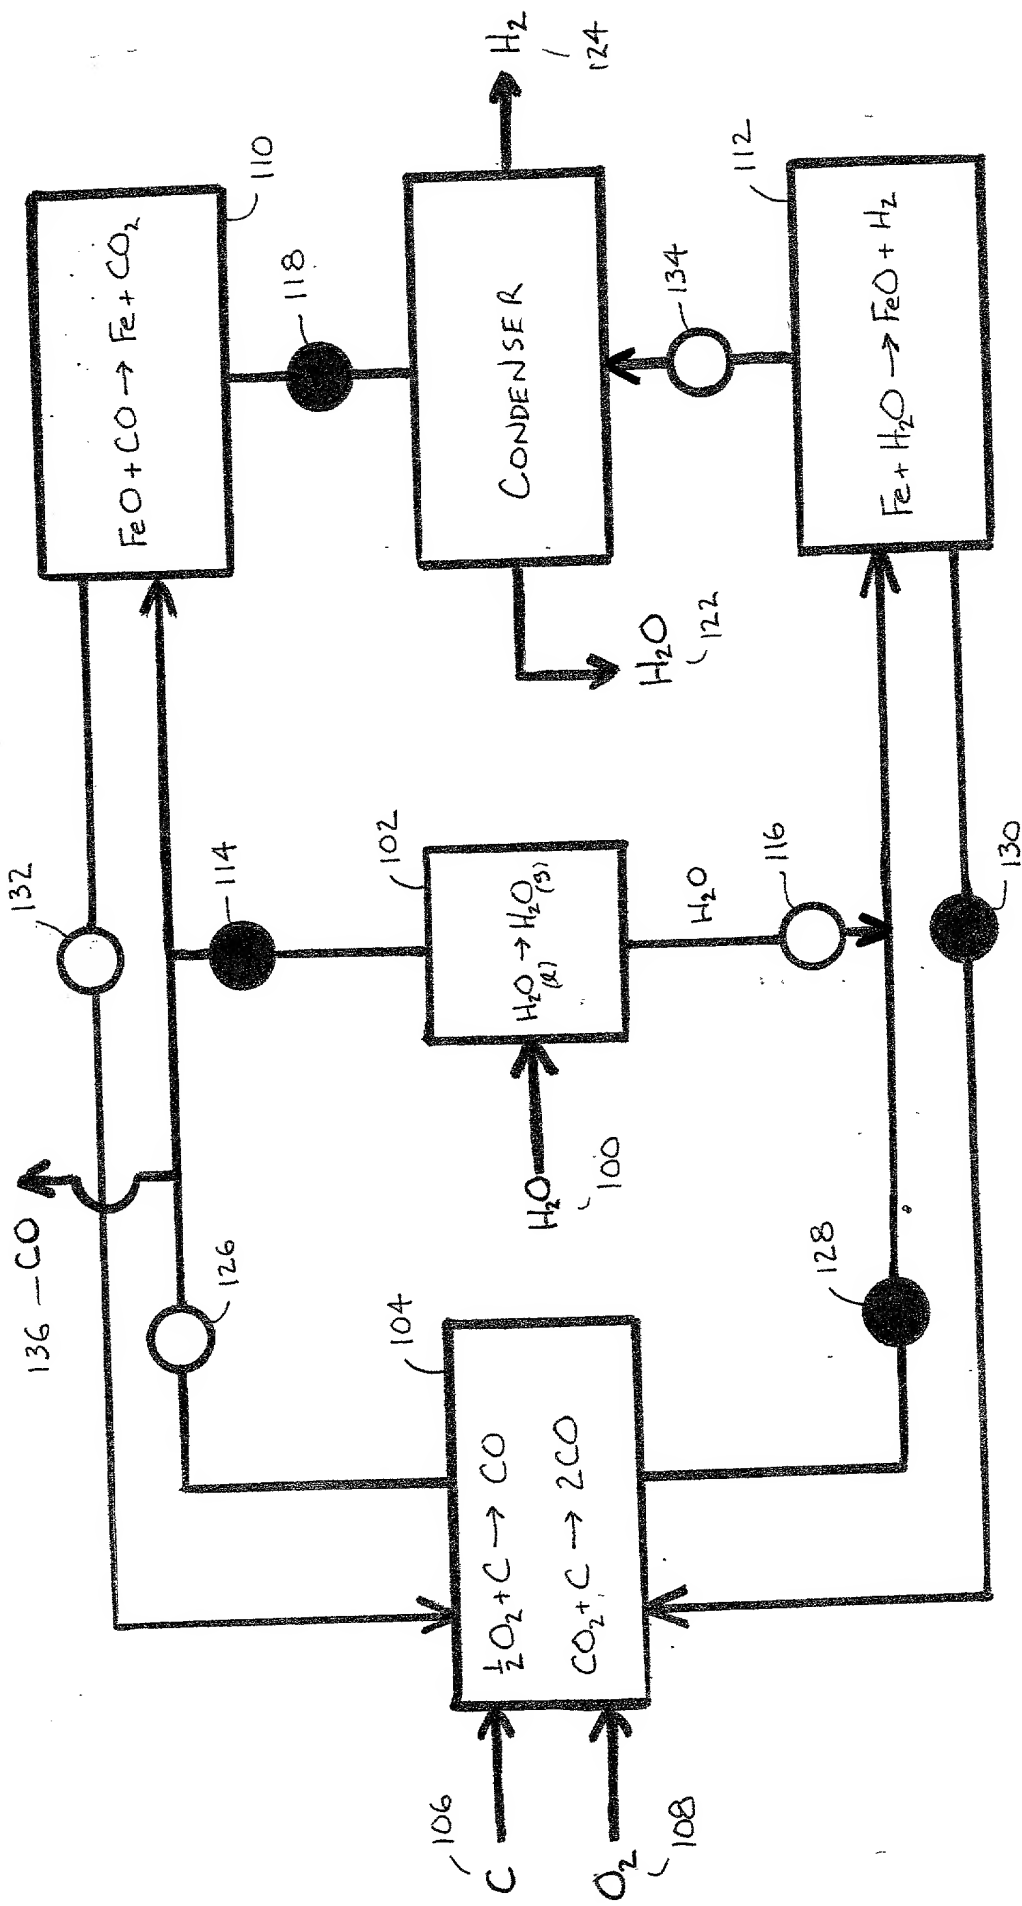 136 — CO
132
FeO + CO → Fe + CO₂
110
126
114
118
104
102
½O₂ + C → CO
CO₂ + C → 2CO
106
C
O₂
108
H₂O
100
H₂O(l) → H₂O(g)
H₂O
116
CONDENSER
H₂
124
H₂O
122
134
128
112
Fe + H₂O → FeO + H₂
130